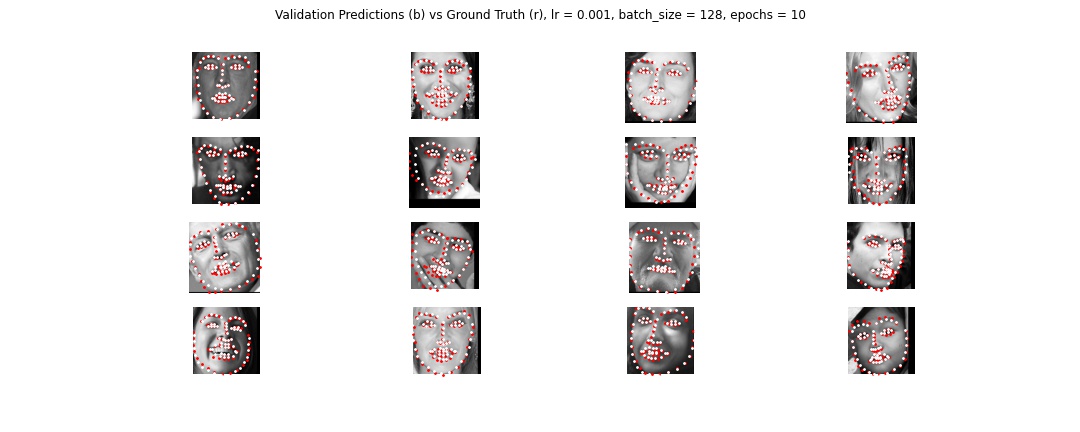 Validation Predictions (b) vs Ground Truth (r), lr = 0.001, batch_size = 128, epochs = 10